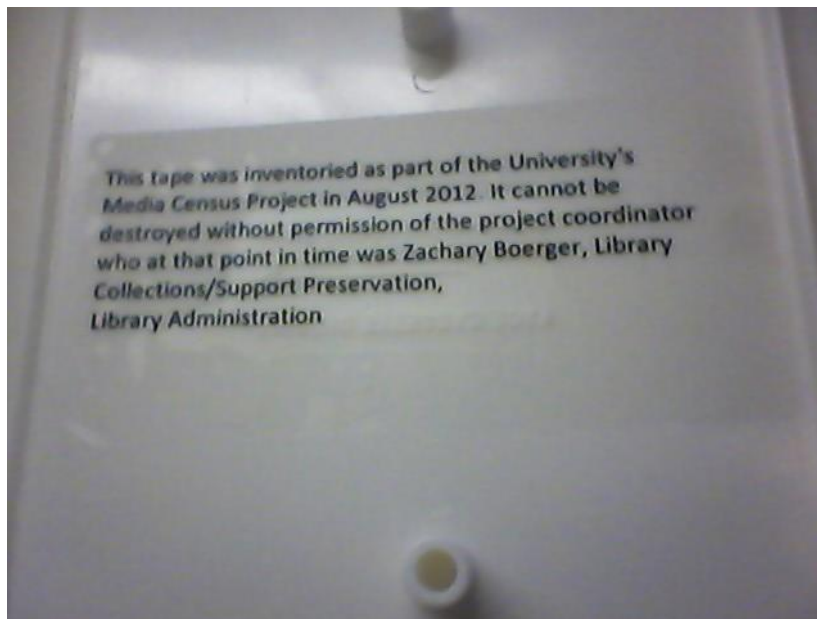 This tape was inventoried as part of the University's
Media Census Project in August 2012. It cannot be
destroyed without permission of the project coordinator
who at that point in time was Zachary Boerger, Library
Collections/Support Preservation,
Library Administration